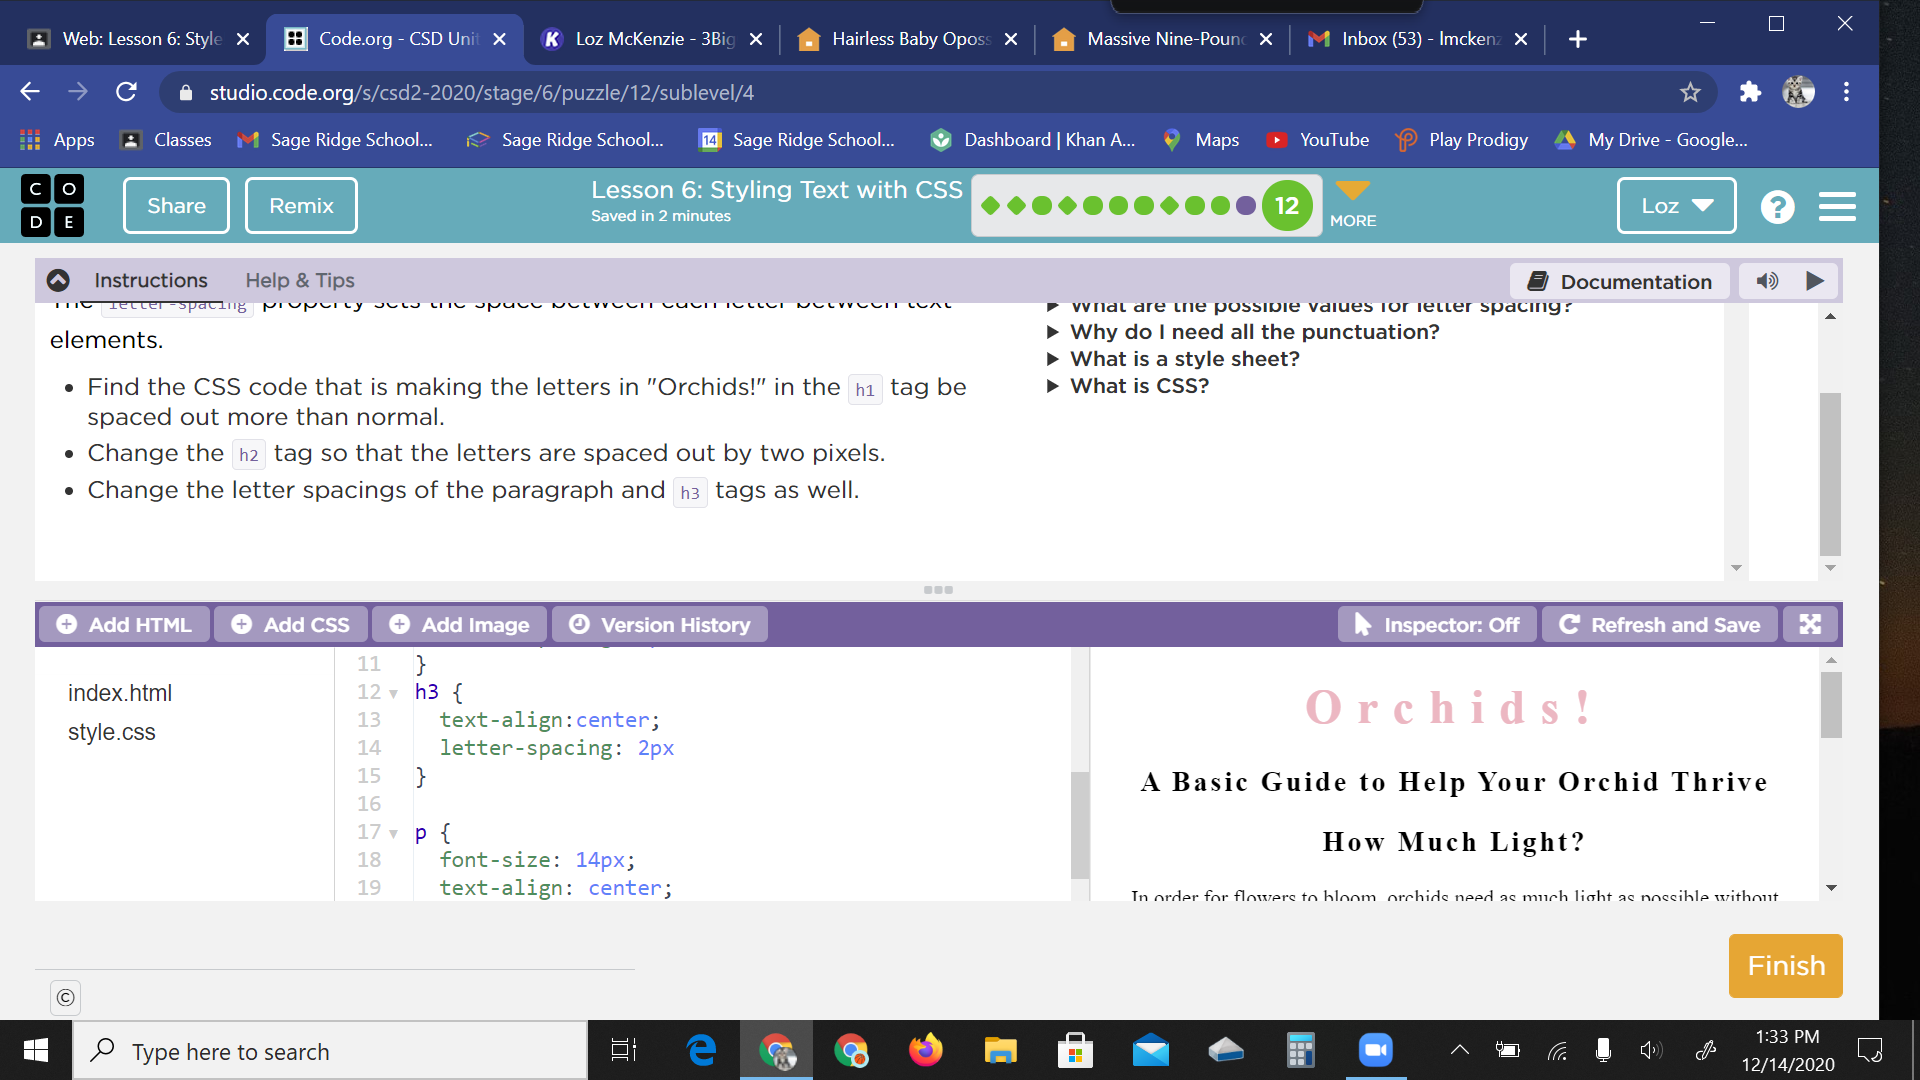 Web: Lesson 6: Style
Code.org - CSD Unit
Loz McKenzie - 3Big
Hairless Baby Oposs
Massive Nine-Poun
Inbox (53) - lmckenz
studio.code.org/s/csd2-2020/stage/6/puzzle/12/sublevel/4
Apps
Classes
Sage Ridge School...
Sage Ridge School...
14
Sage Ridge School...
Dashboard | Khan A...
Maps
YouTube
Play Prodigy
My Drive - Google...
C O
D E
Share
Remix
Lesson 6: Styling Text with CSS
Saved in 2 minutes
12
MORE
Loz
?
Instructions
Help & Tips
Documentation
The letter-spacing property sets the space between each letter between text
elements.
• Find the CSS code that is making the letters in "Orchids!" in the h1 tag be
spaced out more than normal.
• Change the h2 tag so that the letters are spaced out by two pixels.
• Change the letter spacings of the paragraph and h3 tags as well.
What are the possible values for letter spacing?
Why do I need all the punctuation?
What is a style sheet?
What is CSS?
Add HTML
Add CSS
Add Image
Version History
Inspector: Off
Refresh and Save
index.html
style.css
11 }
12 h3 {
13 text-align:center;
14 letter-spacing: 2px
15 }
16
17 p {
18 font-size: 14px;
19 text-align: center;
Orchids!
A Basic Guide to Help Your Orchid Thrive
How Much Light?
In order for flowers to bloom, orchids need as much light as possible without
Finish
©
Type here to search
1:33 PM
12/14/2020